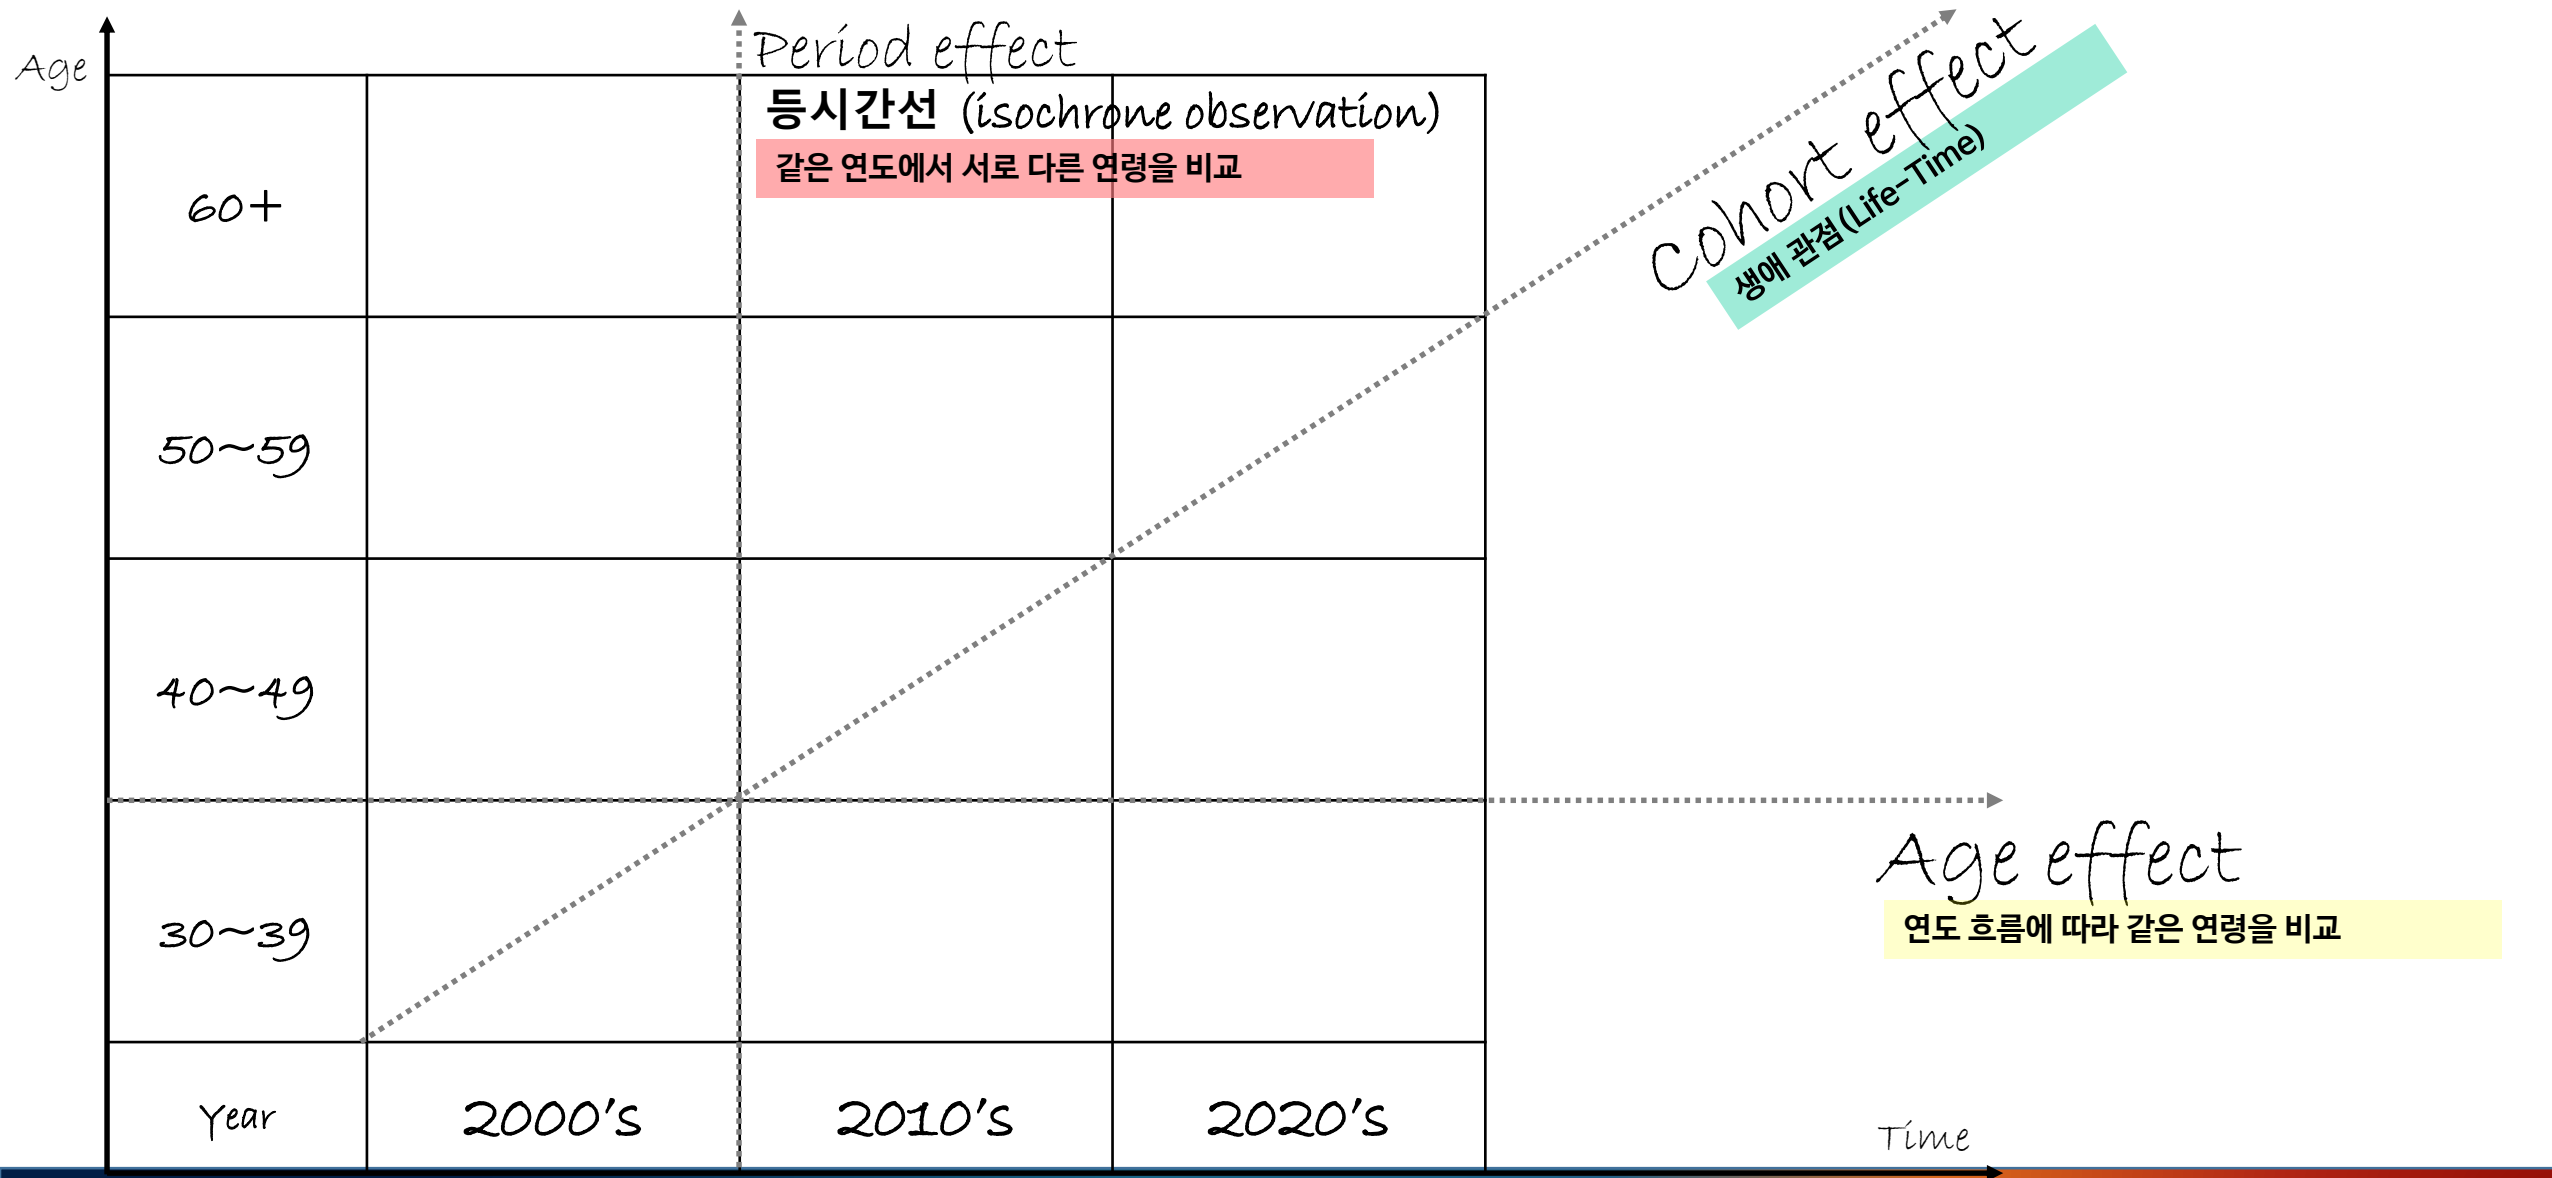 Period effect
Age
등시간선 (isochrone observation)
같은 연도에서 서로 다른 연령을 비교
Cohort effect
생애 관점(Life-Time)
60+
50~59
40~49
30~39
Age effect
연도 흐름에 따라 같은 연령을 비교
Year 2000's 2010's 2020's
Time